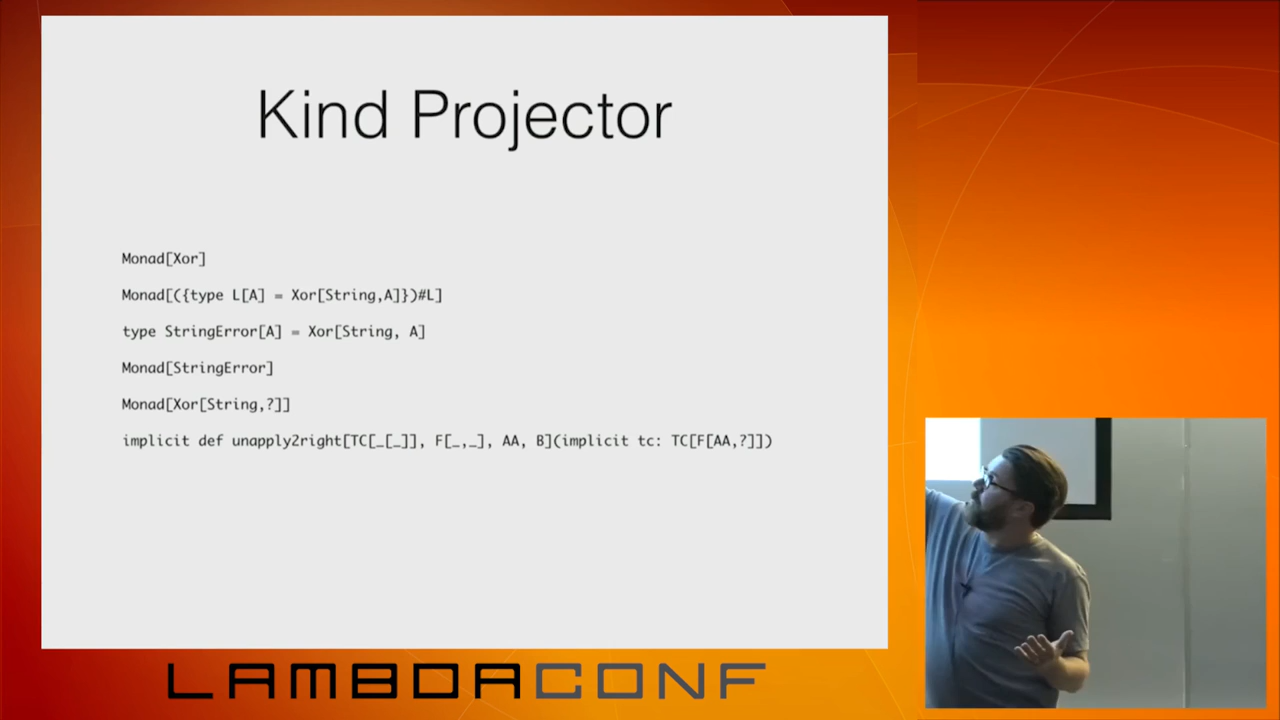 Kind Projector
Monad[Xor]
Monad[({type L[A] = Xor[String,A]})#L]
type StringError[A] = Xor[String, A]
Monad[StringError]
Monad[Xor[String,?]]
implicit def unapply2right[TC[_[_]], F[_,_], AA, B](implicit tc: TC[F[AA,?]])
LAMBDACONF